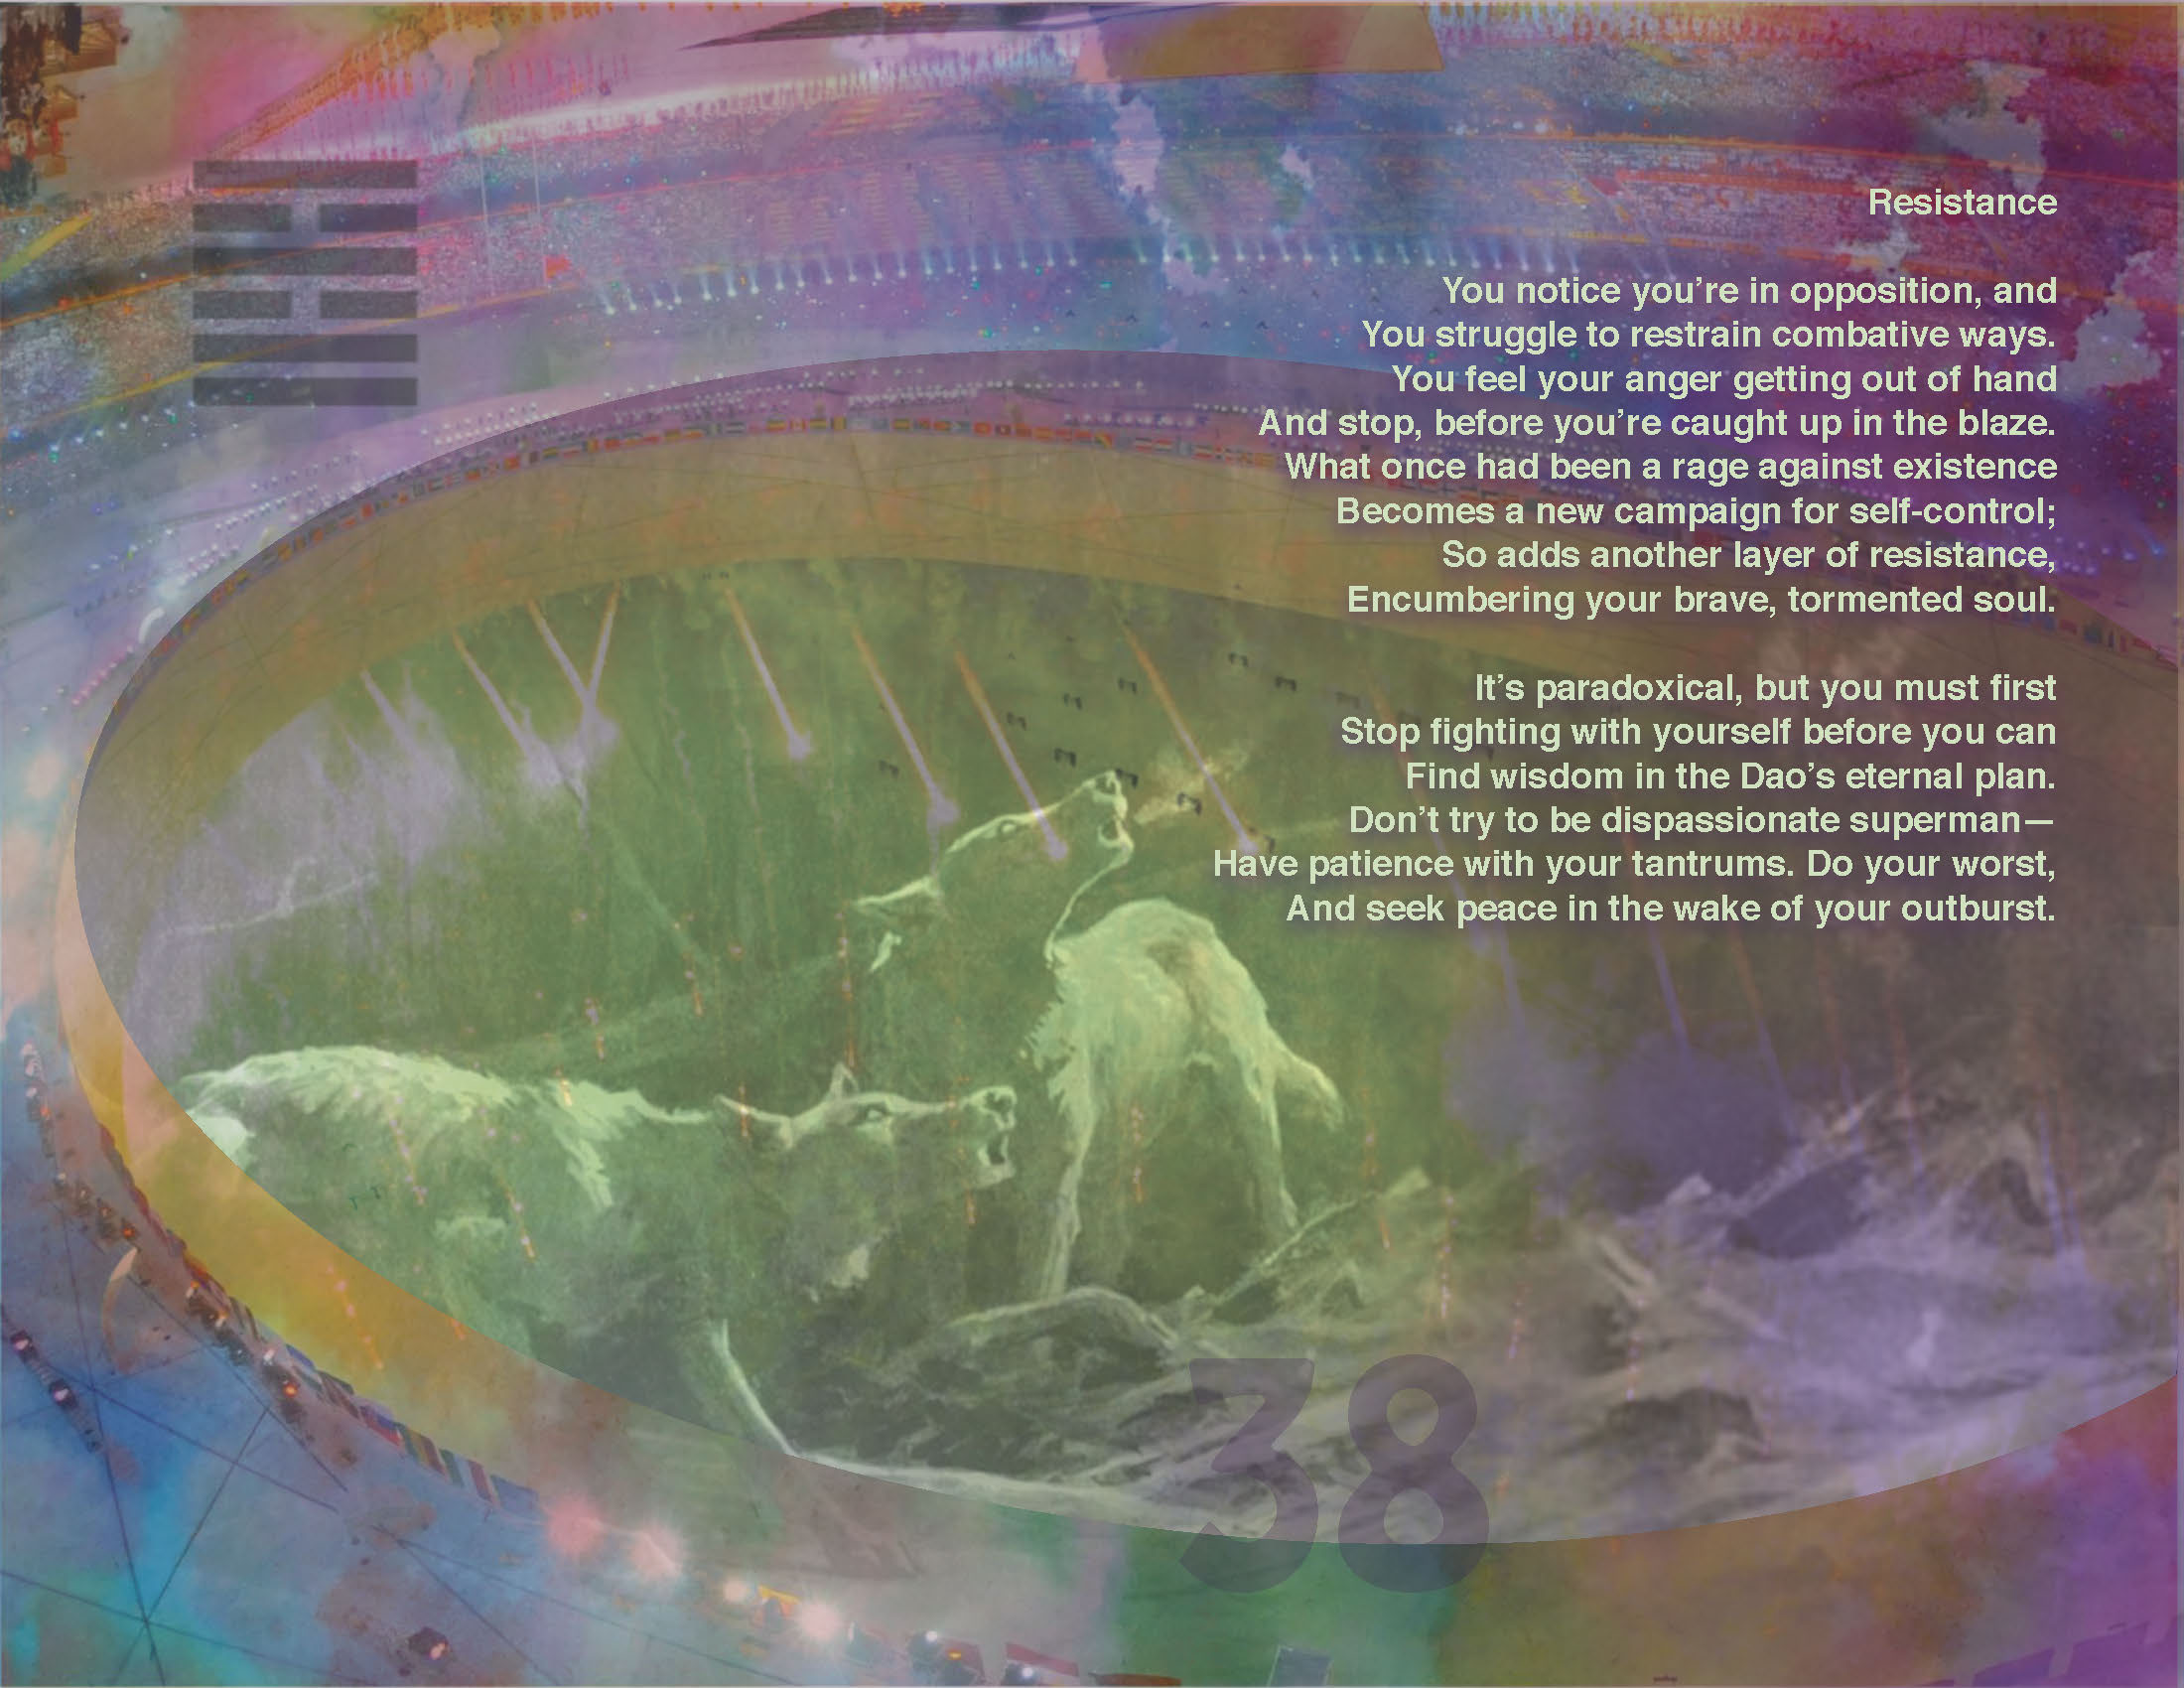 Resistance
You notice you’re in opposition, and
You struggle to restrain combative ways.
You feel your anger getting out of hand
And stop, before you’re caught up in the blaze.
What once had been a rage against existence
Becomes a new campaign for self-control;
So adds another layer of resistance,
Encumbering your brave, tormented soul.
It’s paradoxical, but you must first
Stop fighting with yourself before you can
Find wisdom in the Dao’s eternal plan.
Don’t try to be dispassionate superman—
Have patience with your tantrums. Do your worst,
And seek peace in the wake of your outburst.
38